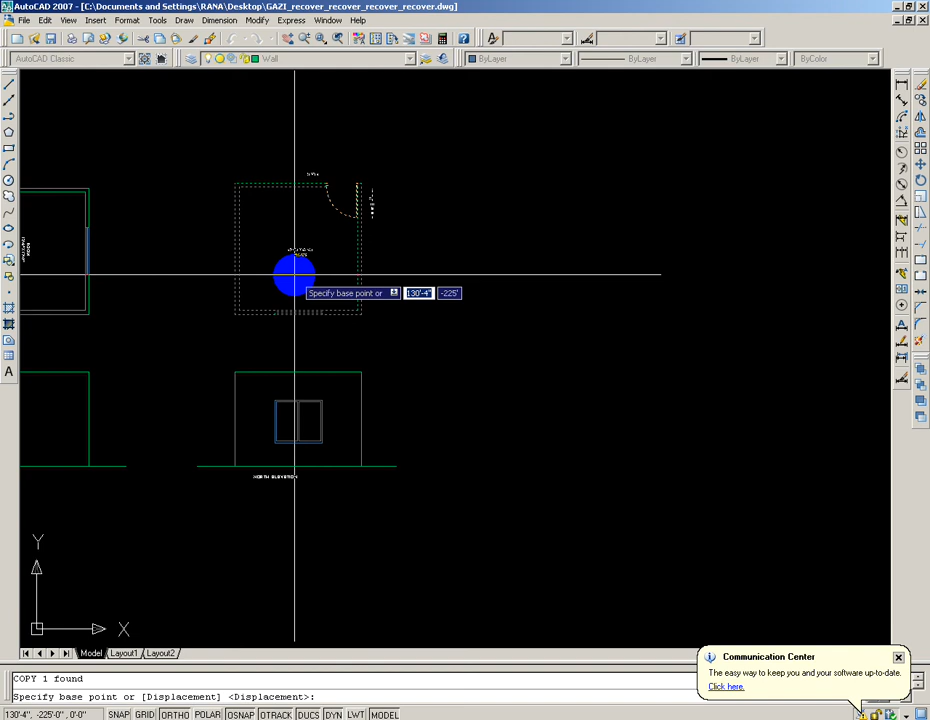 AutoCAD 2007 - [C:\Documents and Settings\RANA\Desktop\GAZI_recover_recover_recover_recover.dwg]
File Edit View Insert Format Tools Draw Dimension Modify Express Window Help
AutoCAD Classic Wall ByLayer ByLayer ByLayer ByColor
Specify base point or 130'-4" -225'
NORTH ELEVATION
Y
X
A
Model Layout1 Layout2
Communication Center
The easy way to keep you and your software up-to-date.
Click here.
COPY 1 found
Specify base point or [Displacement] <Displacement>:
130'-4", -225'-0", 0'-0" SNAP GRID ORTHO POLAR OSNAP OTRACK DUCS DYN LWT MODEL